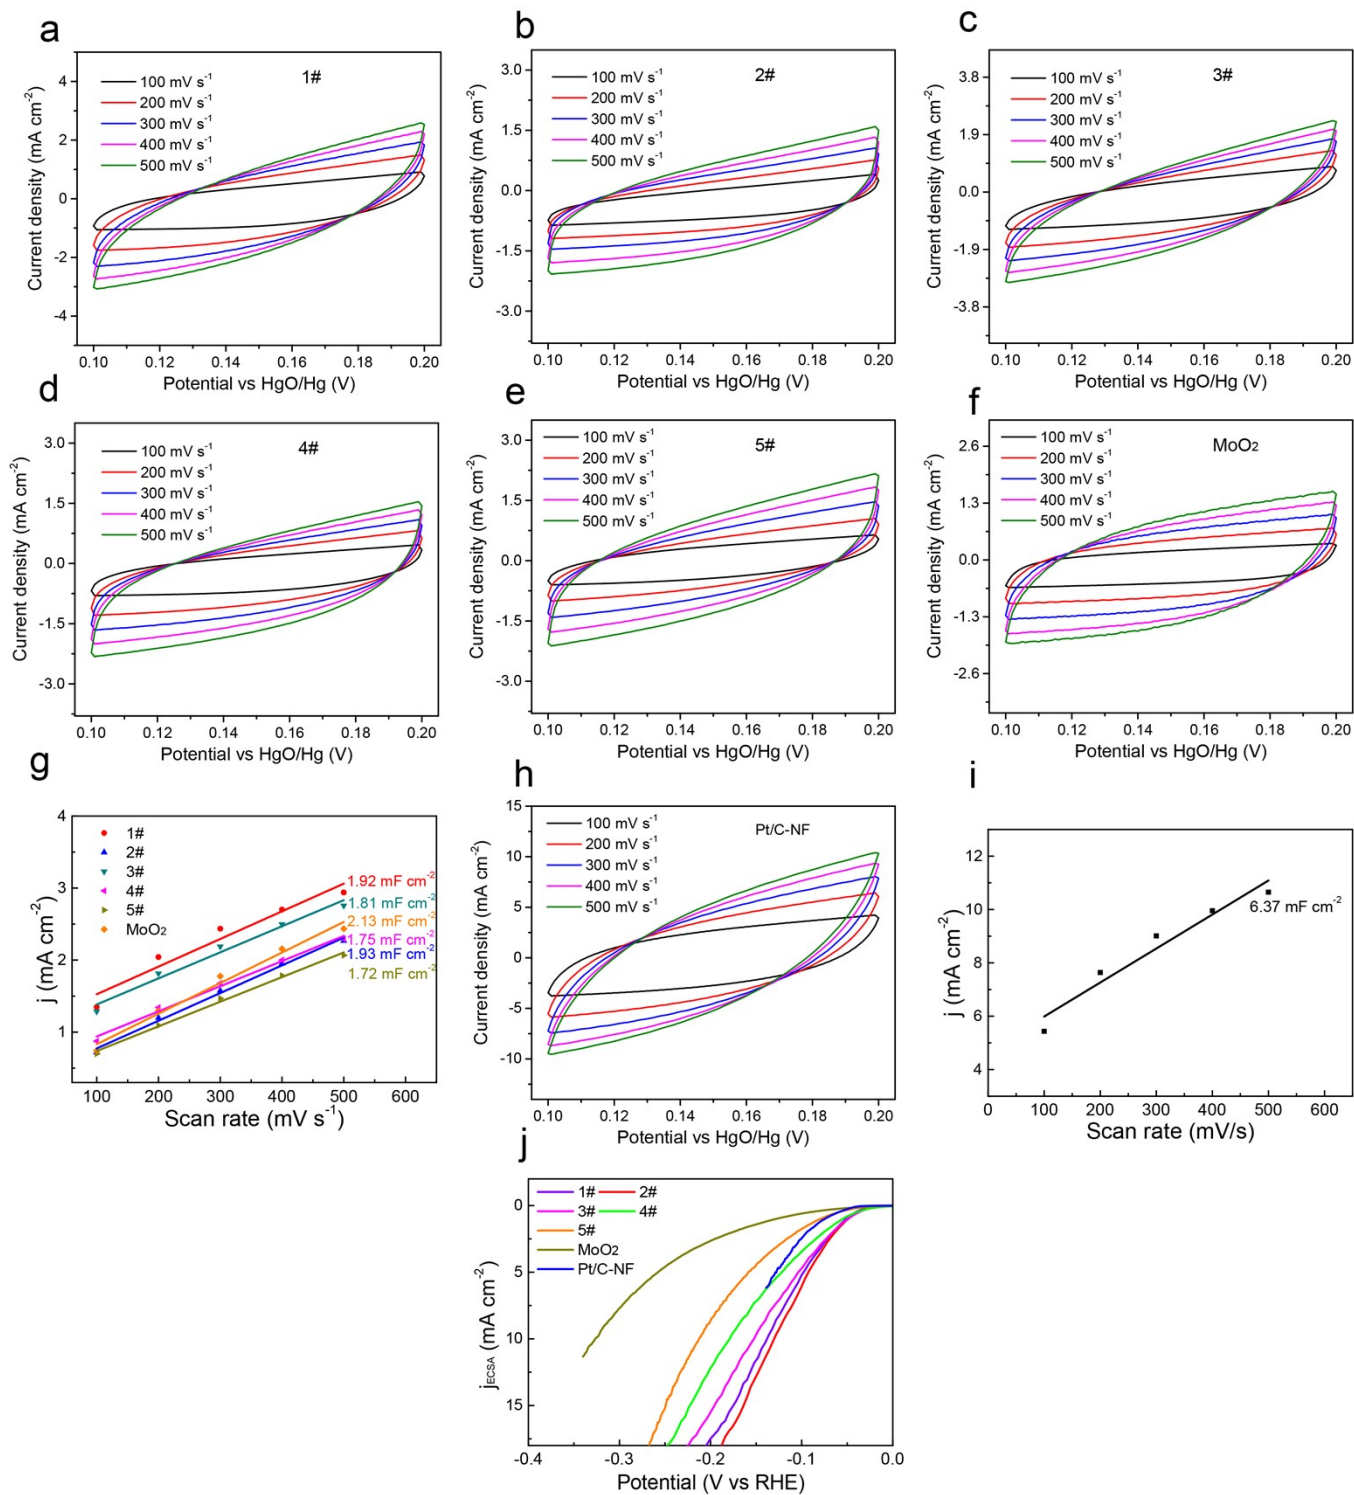 a
4
2
0
-2
-4
Current density (mA cm-2)
100 mV s-1
200 mV s-1
300 mV s-1
400 mV s-1
500 mV s-1
1#
0.10 0.12 0.14 0.16 0.18 0.20
Potential vs HgO/Hg (V)
b
3.0
1.5
0.0
-1.5
-3.0
Current density (mA cm-2)
100 mV s-1
200 mV s-1
300 mV s-1
400 mV s-1
500 mV s-1
2#
0.10 0.12 0.14 0.16 0.18 0.20
Potential vs HgO/Hg (V)
c
3.8
1.9
0.0
-1.9
-3.8
Current density (mA cm-2)
100 mV s-1
200 mV s-1
300 mV s-1
400 mV s-1
500 mV s-1
3#
0.10 0.12 0.14 0.16 0.18 0.20
Potential vs HgO/Hg (V)
d
3.0
1.5
0.0
-1.5
-3.0
Current density (mA cm-2)
100 mV s-1
200 mV s-1
300 mV s-1
400 mV s-1
500 mV s-1
4#
0.10 0.12 0.14 0.16 0.18 0.20
Potential vs HgO/Hg (V)
e
3.0
1.5
0.0
-1.5
-3.0
Current density (mA cm-2)
100 mV s-1
200 mV s-1
300 mV s-1
400 mV s-1
500 mV s-1
5#
0.10 0.12 0.14 0.16 0.18 0.20
Potential vs HgO/Hg (V)
f
2.6
1.3
0.0
-1.3
-2.6
Current density (mA cm-2)
100 mV s-1
200 mV s-1
300 mV s-1
400 mV s-1
500 mV s-1
MoO2
0.10 0.12 0.14 0.16 0.18 0.20
Potential vs HgO/Hg (V)
g
4
3
2
1
j (mA cm-2)
1#
2#
3#
4#
5#
MoO2
1.92 mF cm-2
1.81 mF cm-2
2.13 mF cm-2
1.75 mF cm-2
1.93 mF cm-2
1.72 mF cm-2
100 200 300 400 500 600
Scan rate (mV s-1)
h
15
10
5
0
-5
-10
Current density (mA cm-2)
100 mV s-1
200 mV s-1
300 mV s-1
400 mV s-1
500 mV s-1
Pt/C-NF
0.10 0.12 0.14 0.16 0.18 0.20
Potential vs HgO/Hg (V)
i
12
10
8
6
4
j (mA cm-2)
6.37 mF cm-2
0 100 200 300 400 500 600
Scan rate (mV/s)
j
0
5
10
15
jECSA (mA cm-2)
1# 2#
3# 4#
5#
MoO2
Pt/C-NF
-0.4 -0.3 -0.2 -0.1 0.0
Potential (V vs RHE)